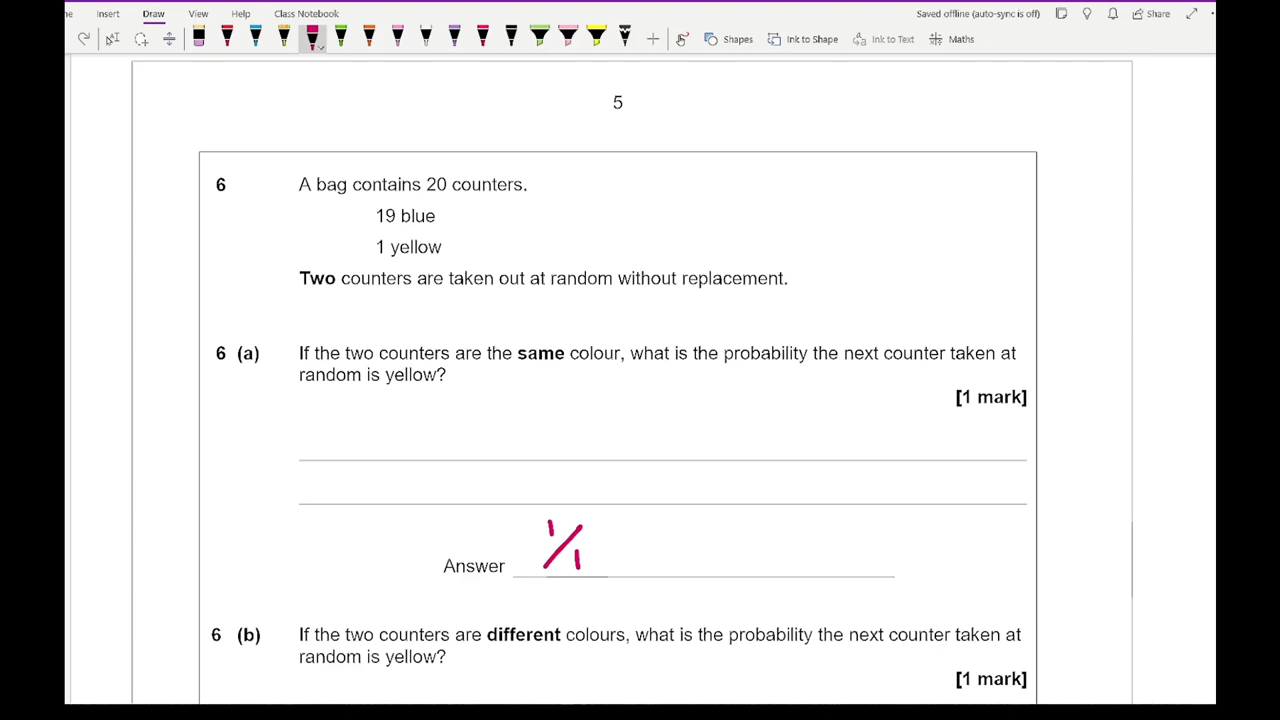 ne Insert Draw View Help Class Notebook Saved offline (auto-sync is off) Share
Shapes Ink to Shape Ink to Text Maths
5
6 A bag contains 20 counters.
19 blue
1 yellow
Two counters are taken out at random without replacement.
6 (a) If the two counters are the same colour, what is the probability the next counter taken at
random is yellow?
[1 mark]
1/1
Answer
6 (b) If the two counters are different colours, what is the probability the next counter taken at
random is yellow?
[1 mark]